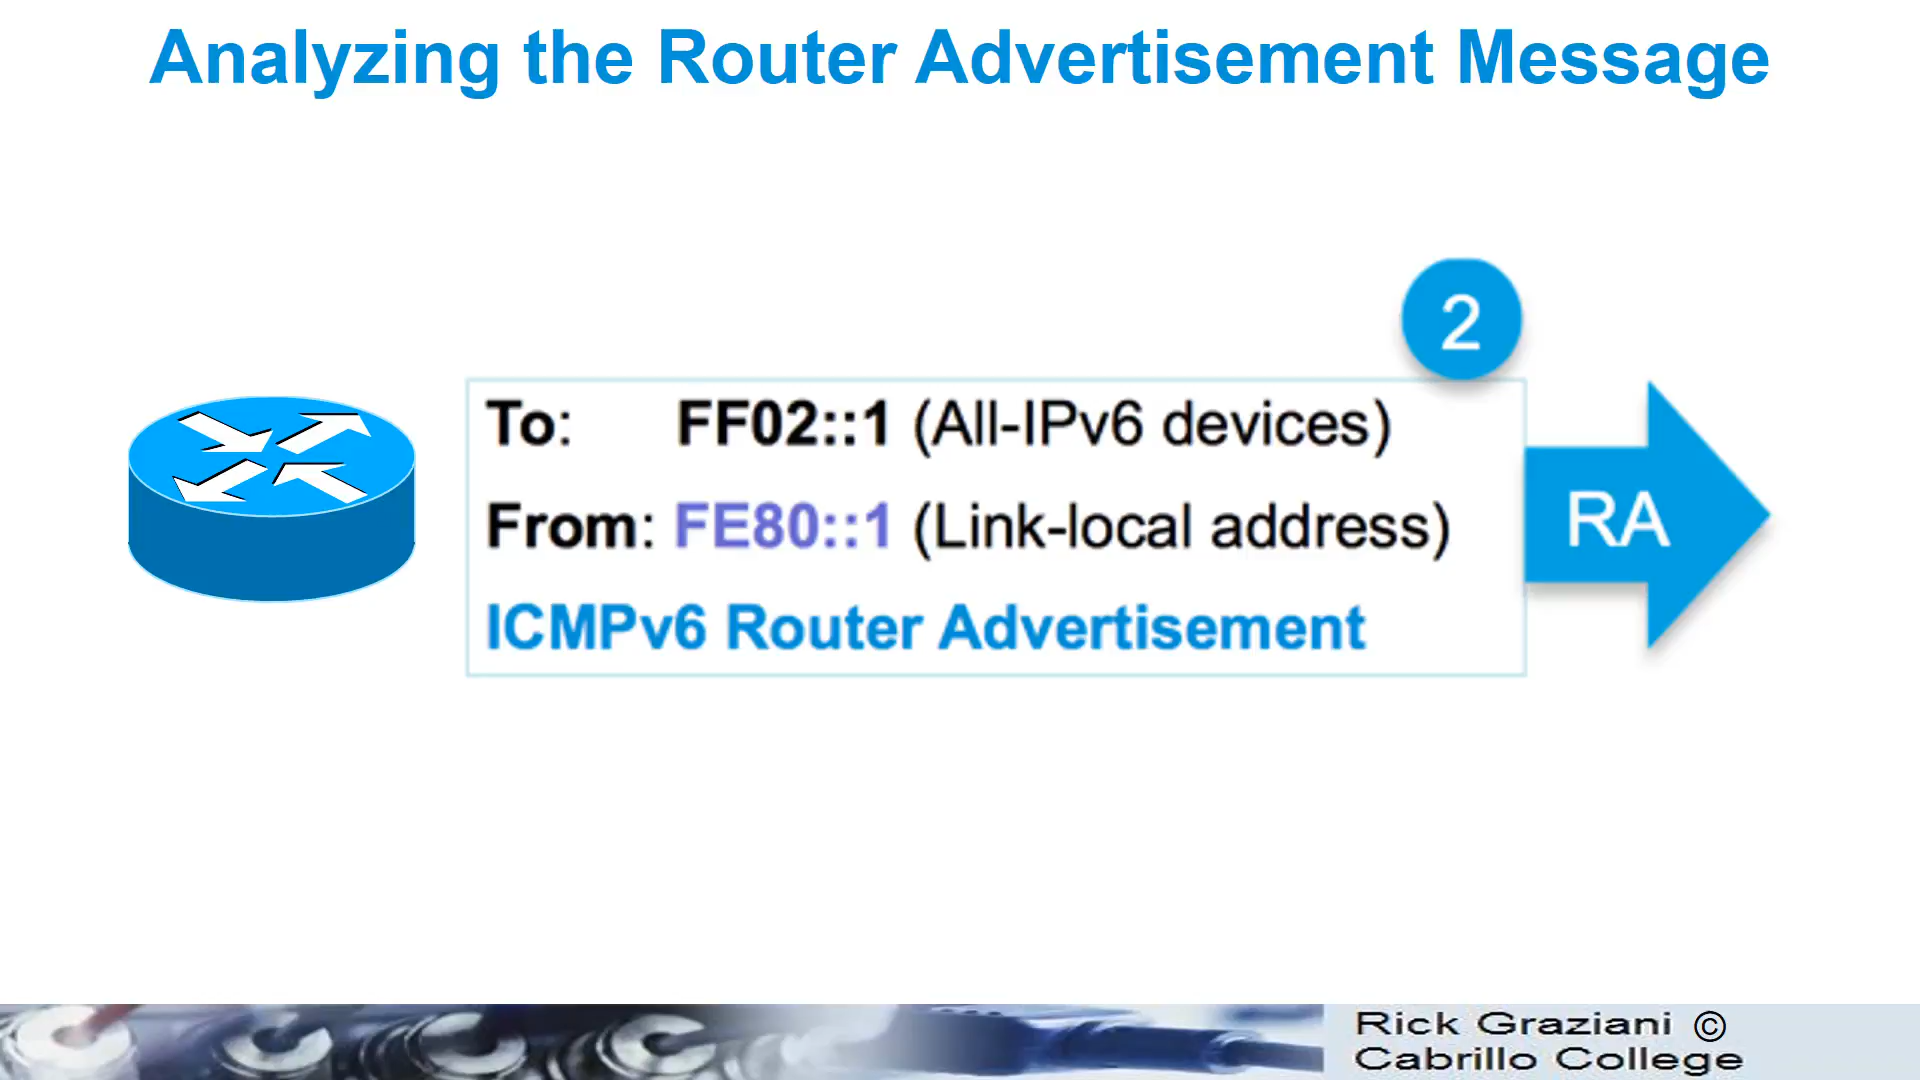 Analyzing the Router Advertisement Message
2
To: FF02::1 (All-IPv6 devices)
From: FE80::1 (Link-local address)
ICMPv6 Router Advertisement
RA
Rick Graziani ©
Cabrillo College